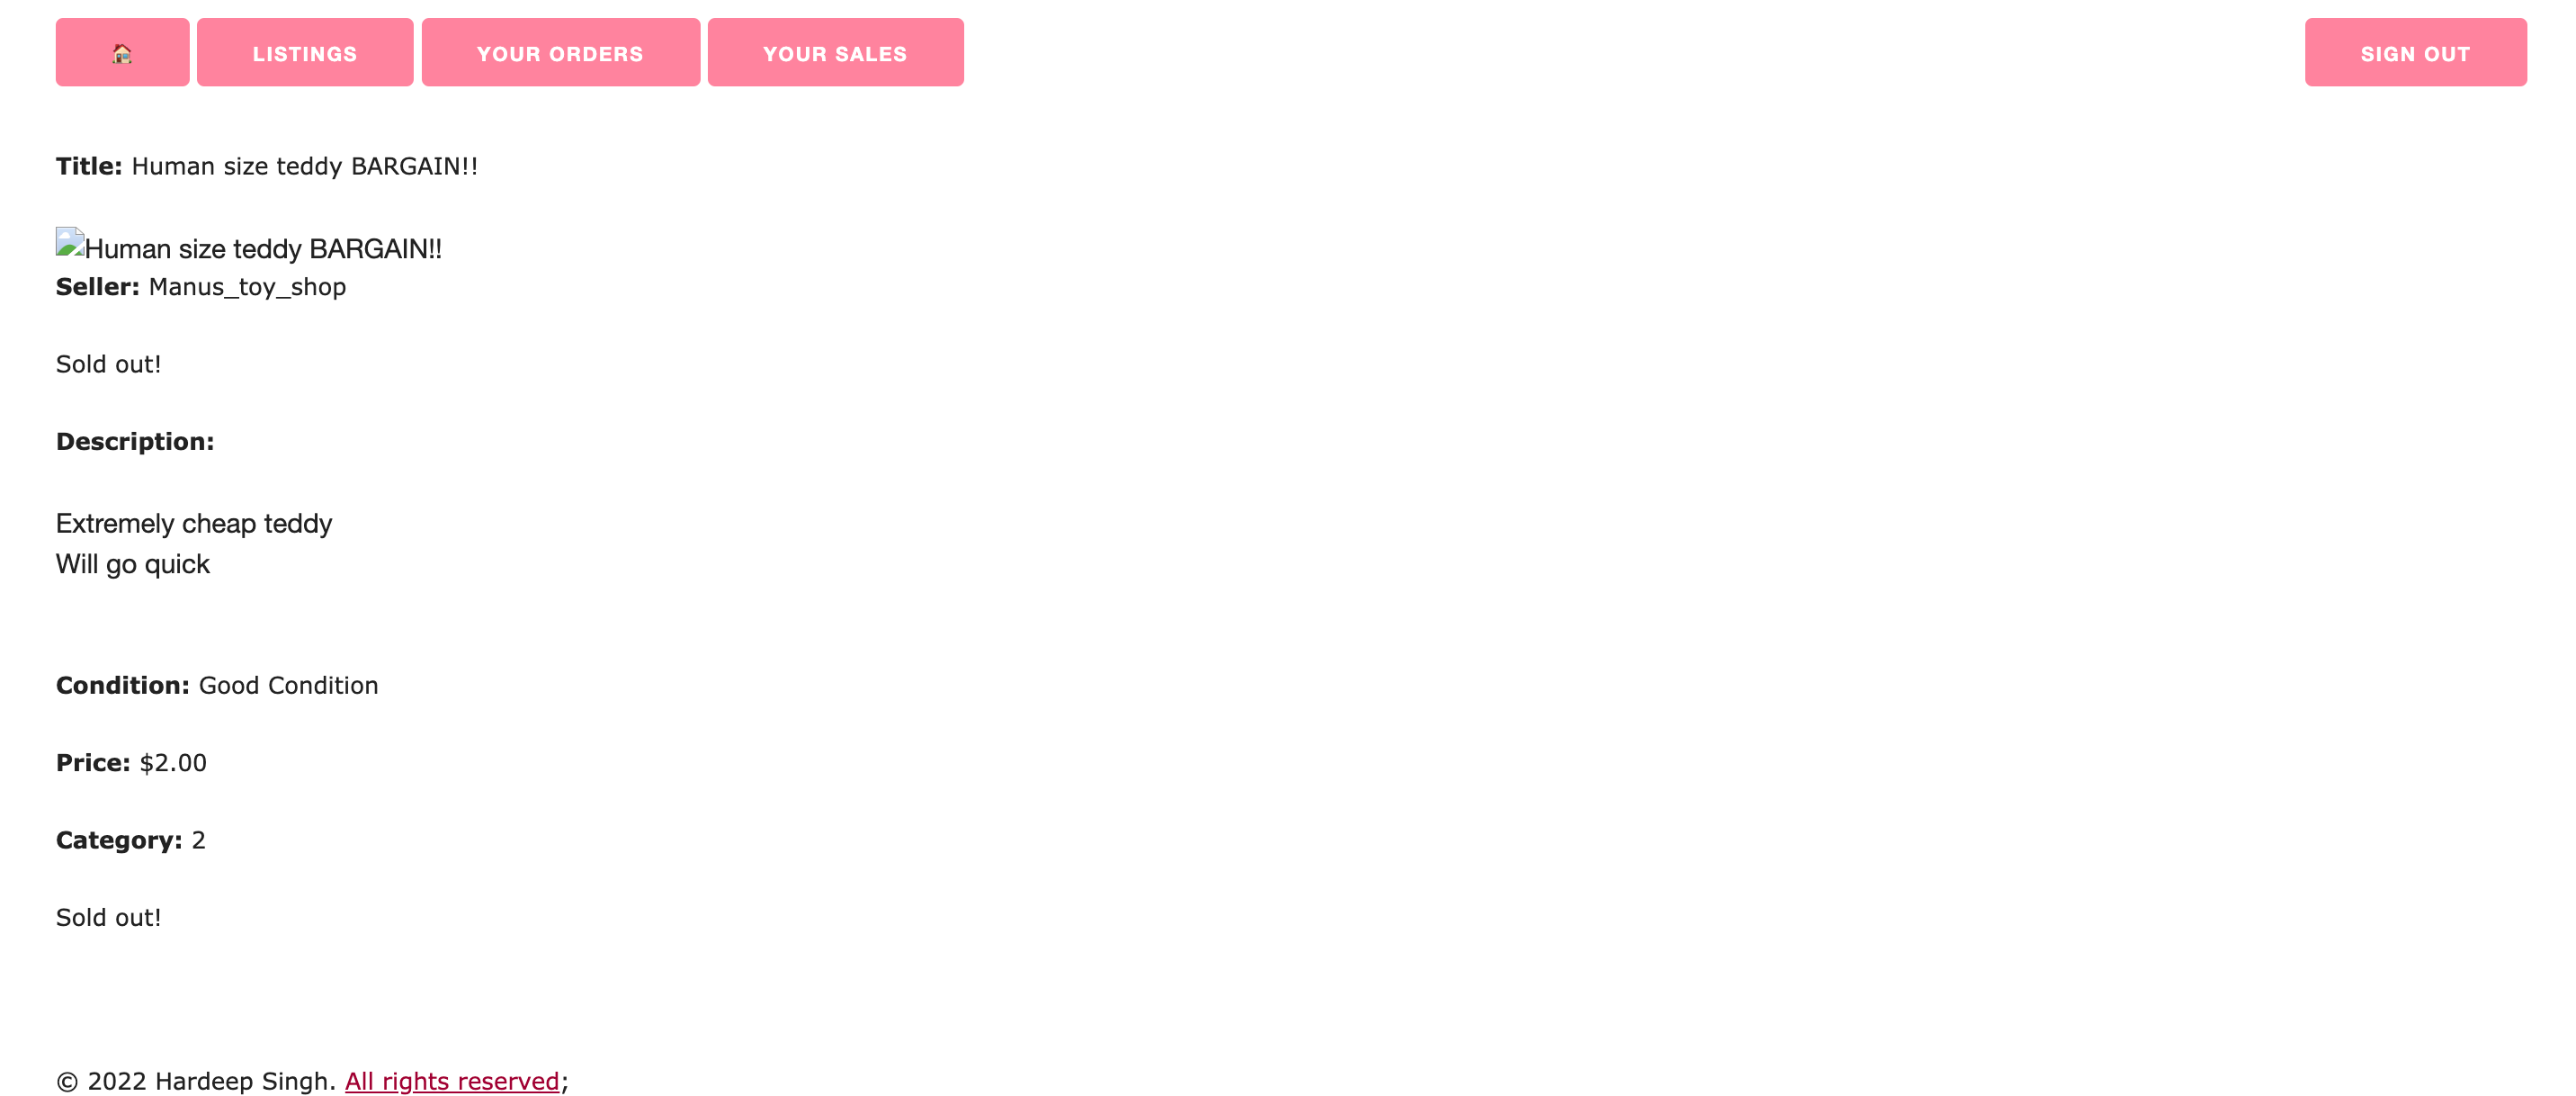 🏠 LISTINGS YOUR ORDERS YOUR SALES SIGN OUT
Title: Human size teddy BARGAIN!!
Human size teddy BARGAIN!!
Seller: Manus_toy_shop
Sold out!
Description:
Extremely cheap teddy
Will go quick
Condition: Good Condition
Price: $2.00
Category: 2
Sold out!
© 2022 Hardeep Singh. All rights reserved;